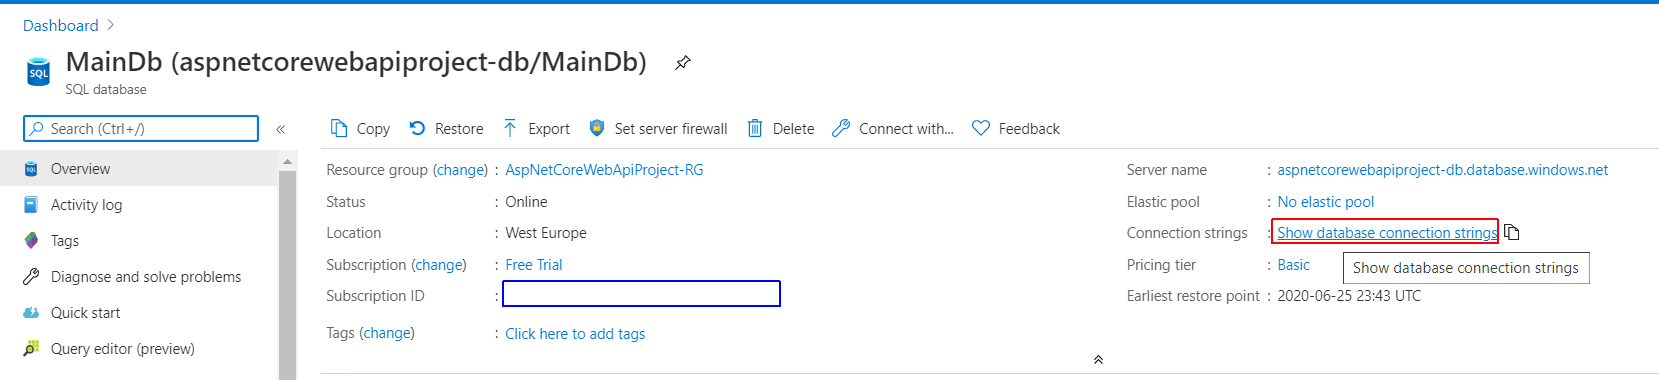 Dashboard >
MainDb (aspnetcorewebapiproject-db/MainDb)
SQL
SQL database
Search (Ctrl+/) «
Copy Restore Export Set server firewall Delete Connect with... Feedback
SQL Overview
Activity log
Tags
Diagnose and solve problems
Quick start
Query editor (preview)
Resource group (change) : AspNetCoreWebApiProject-RG
Status : Online
Location : West Europe
Subscription (change) : Free Trial
Subscription ID :
Tags (change) : Click here to add tags
Server name : aspnetcorewebapiproject-db.database.windows.net
Elastic pool : No elastic pool
Connection strings : Show database connection strings
Pricing tier : Basic
Show database connection strings
Earliest restore point : 2020-06-25 23:43 UTC